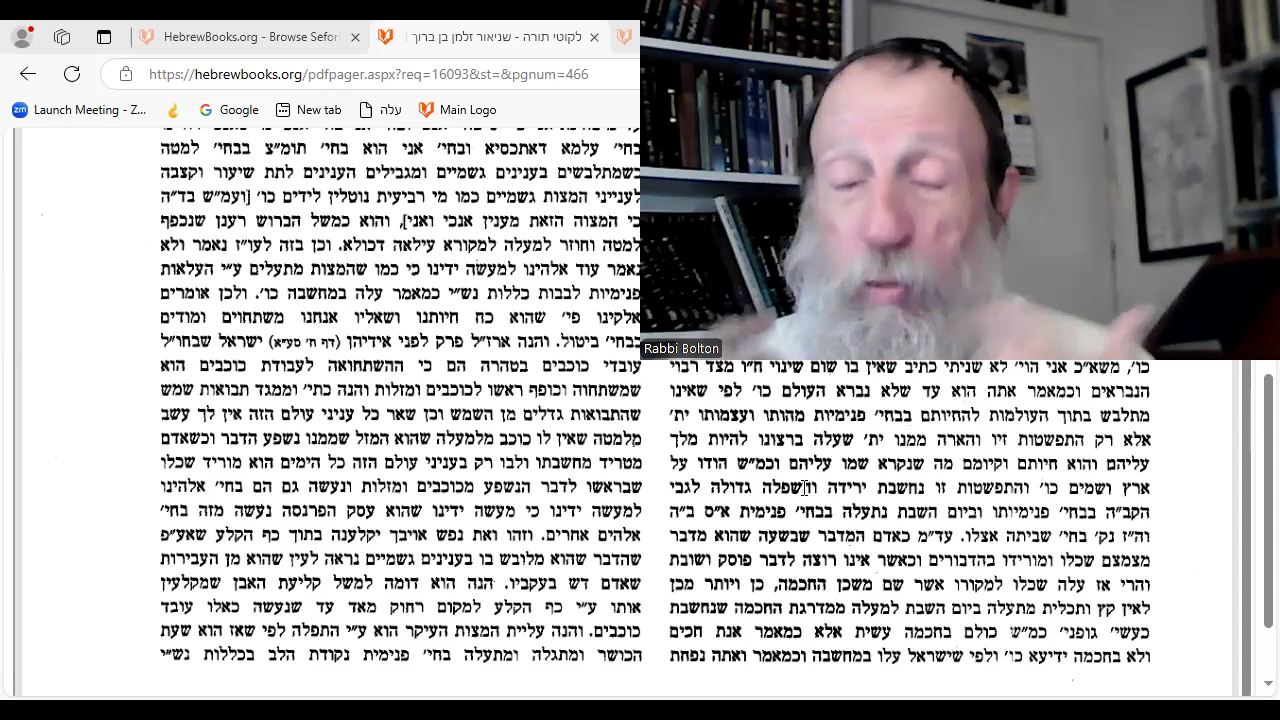 HebrewBooks.org - Browse Sefori
לקוטי תורה - שניאור זלמן בן ברוך (
https://hebrewbooks.org/pdfpager.aspx?req=16093&st=&pgnum=466
Launch Meeting - Z...
Google
New tab
עלה
Main Logo
Rabbi Bolton
כו', משא"כ אני הוי' לא שניתי כתיב שאין בו שום שינוי ח"ו מצד רבוי
הנבראים וכמאמר אתה הוא עד שלא נברא העולם כו' לפי שאינו
מתלבש בתוך העולמות להחיותם בבחי' פנימיות מהותו ועצמותו ית'
אלא רק התפשטות זיו והארה ממנו ית' שעלה ברצונו להיות מלך
עליהם והוא חיותם וקיומם מה שנקרא שמו עליהם וכמ"ש הודו על
ארץ ושמים כו' והתפשטות זו נחשבת ירידה והשפלה גדולה לגבי
הקב"ה בבחי' פנימיותו וביום השבת נתעלה בבחי' פנימית א"ס ב"ה
וה"ז נק' בחי' שביתה אצלו. עד"מ כאדם המדבר שבשעה שהוא מדבר
מצמצם שכלו ומורידו בהדבורים וכאשר אינו רוצה לדבר פוסק ושובת
והרי אז עלה שכלו למקורו אשר שם משכן החכמה, כן ויותר מכן
לאין קץ ותכלית מתעלה ביום השבת למעלה ממדרגת החכמה שנחשבת
כעשי' גופני' כמ"ש כולם בחכמה עשית אלא כמאמר אנת חכים
ולא בחכמה ידיעא כו' ולפי שישראל עלו במחשבה וכמאמר ואתה נפחת
בחי' עלמא דאתכסיא ובחי' אני הוא בחי' תומ"צ בבחי' למטה
כשמתלבשים בענינים גשמיים ומגבילים הענינים לתת שיעור וקצבה
לענייני המצות גשמיים כמו מי רביעית נוטלין לידים כו' [ועמ"ש בד"ה
כי המצוה הזאת מענין אנכי ואני], והוא כמשל הברוש רענן שנכפף
למטה וחוזר למעלה למקורא עילאה דכולא. וכן בזה לעו"ז נאמר ולא
נאמר עוד אלהינו למעשה ידינו כי כמו שהמצות מתעלים ע"י העלאות
פנימיות לבבות כללות נש"י כמאמר עלה במחשבה כו'. ולכן אומרים
אלקינו פי' שהוא כח חיותנו ושאליו אנחנו משתחוים ומודים
בבחי' ביטול. והנה ארז"ל פרק לפני אידיהן (דף ח' סע"א) ישראל שבחו"ל
עובדי כוכבים בטהרה הם כי ההשתחואה לעבודת כוכבים הוא
שמשתחוה וכופף ראשו לכוכבים ומזלות והנה כתי' וממגד תבואות שמש
שהתבואות גדלים מן השמש וכן שאר כל עניני עולם הזה אין לך עשב
מלמטה שאין לו כוכב מלמעלה שהוא המזל שממנו נשפע הדבר וכשאדם
מטריד מחשבתו ולבו רק בעניני עולם הזה כל הימים הוא מוריד שכלו
שבראשו לדבר הנשפע מכוכבים ומזלות ונעשה גם הם בחי' אלהינו
למעשה ידינו כי מעשה ידינו שהוא עסק הפרנסה נעשה מזה בחי'
אלהים אחרים. וזהו ואת נפש אויבך יקלענה בתוך כף הקלע שאע"פ
שהדבר שהוא מלובש בו בענינים גשמיים נראה לעין שהוא מן העבירות
שאדם דש בעקביו. הנה הוא דומה למשל קליעת האבן שמקלעין
אותו ע"י כף הקלע למקום רחוק מאד עד שנעשה כאלו עובד
כוכבים. והנה עליית המצות העיקר הוא ע"י התפלה לפי שאז הוא שעת
הכושר ומתגלה ומתעלה בחי' פנימית נקודת הלב בכללות נש"י